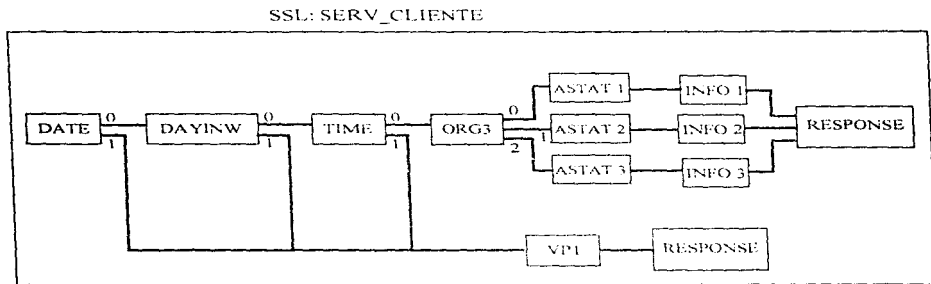 SSL: SERV_CLIENTE
0 ASTAT 1 INFO 1
DATE 0 1 DAYINW 0 1 TIME 0 1 ORG3 1 ASTAT 2 INFO 2 RESPONSE
2 ASTAT 3 INFO 3
VP1 RESPONSE